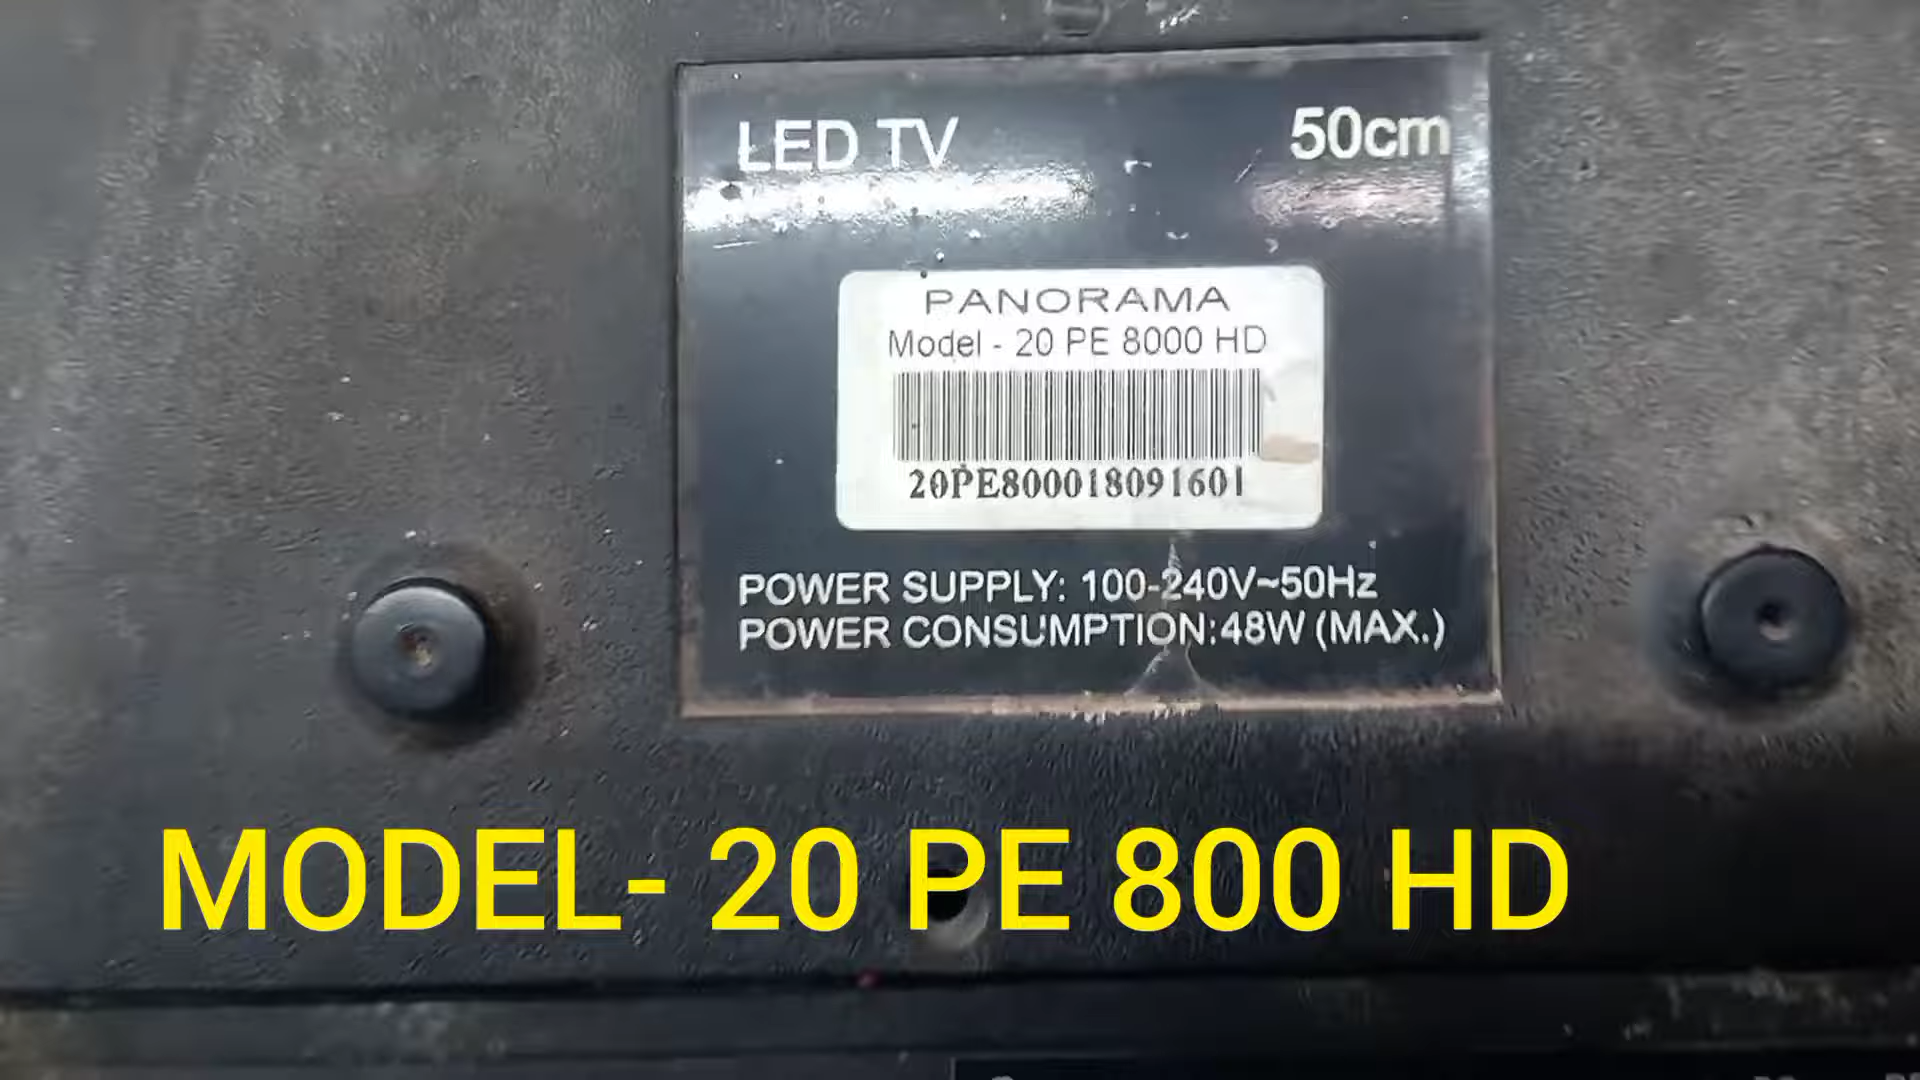 LED TV 50cm
PANORAMA
Model - 20 PE 8000 HD
20PE800018091601
POWER SUPPLY: 100-240V~50Hz
POWER CONSUMPTION:48W (MAX.)
MODEL- 20 PE 800 HD